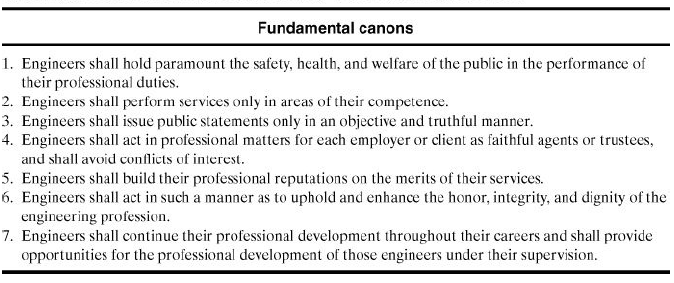 Fundamental canons
1. Engineers shall hold paramount the safety, health, and welfare of the public in the performance of
their professional duties.
2. Engineers shall perform services only in areas of their competence.
3. Engineers shall issue public statements only in an objective and truthful manner.
4. Engineers shall act in professional matters for each employer or client as faithful agents or trustees,
and shall avoid conflicts of interest.
5. Engineers shall build their professional reputations on the merits of their services.
6. Engineers shall act in such a manner as to uphold and enhance the honor, integrity, and dignity of the
engineering profession.
7. Engineers shall continue their professional development throughout their careers and shall provide
opportunities for the professional development of those engineers under their supervision.